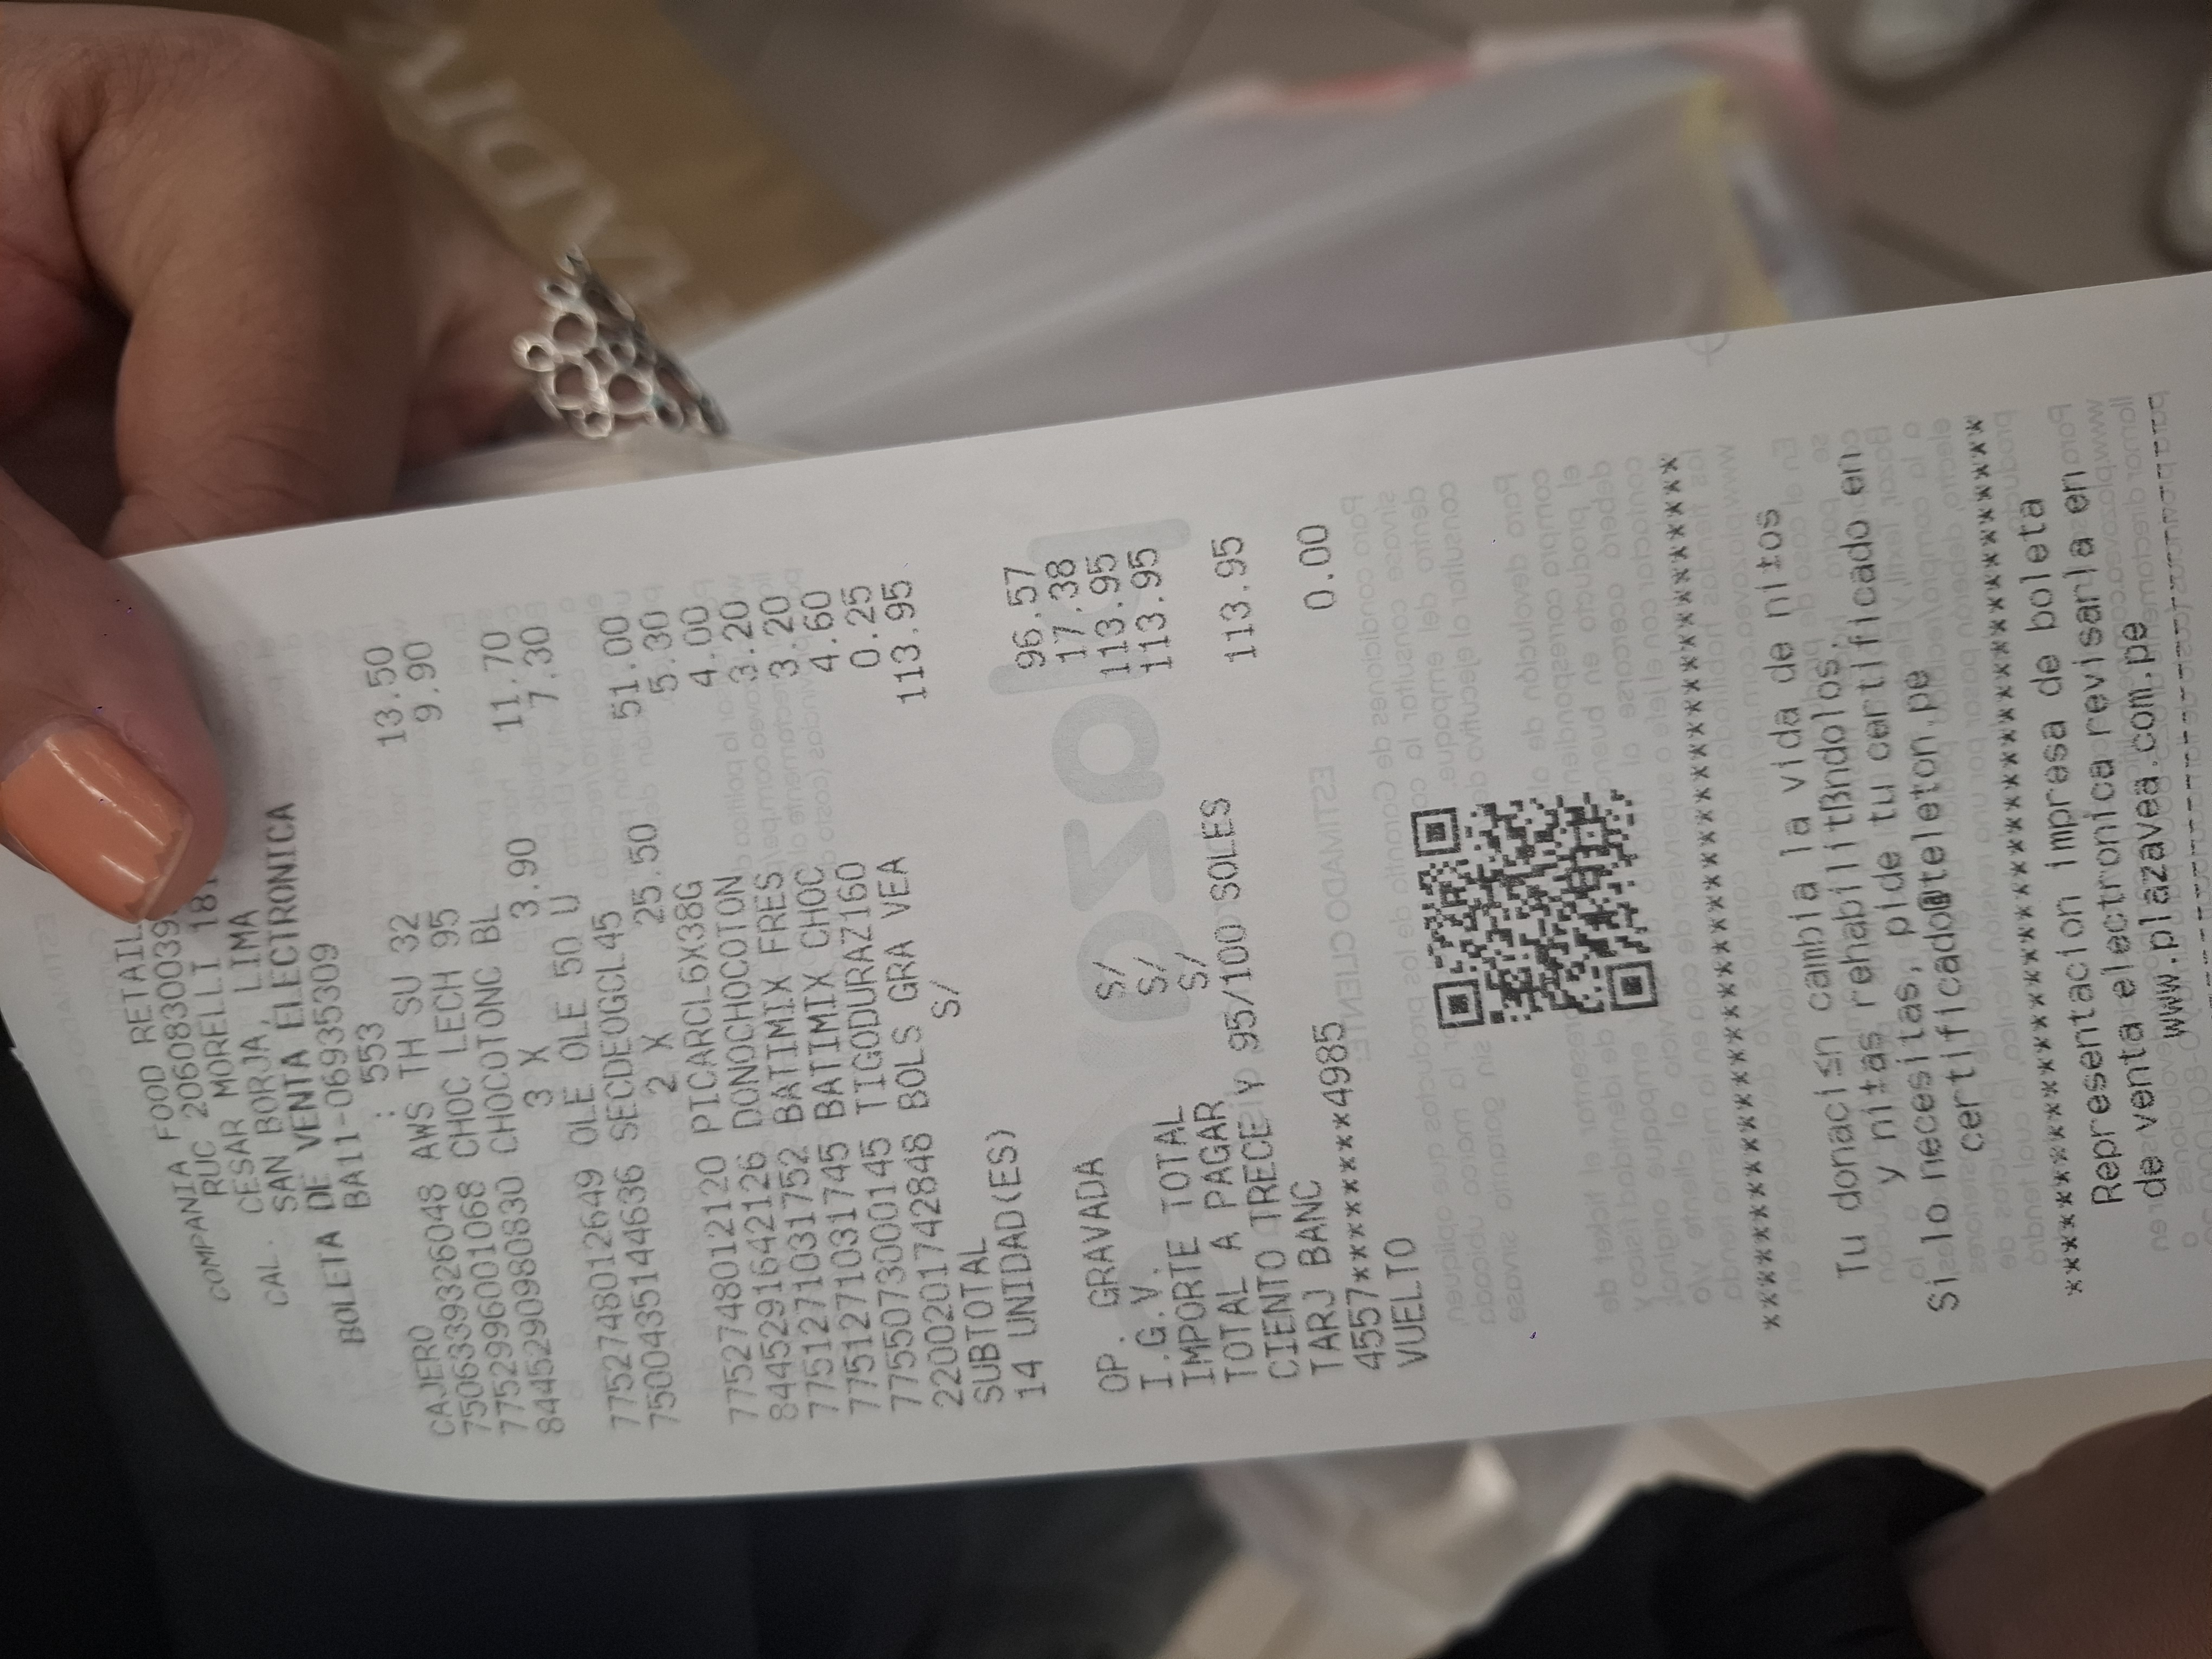 COMPANIA FOOD RETAIL
RUC 2060830039
CAL. CESAR MORELLI 181
SAN BORJA, LIMA
BOLETA DE VENTA ELECTRONICA
BA11-06935309
CAJERO : 553
7506339326048 AWS TH SU 32 13.50
7752996001068 CHOC LECH 95 9.90
8445290980830 CHOCOTONC BL
3 X 3.90 11.70
7752748012649 OLE OLE 50 U 7.30
7500435144636 SECDEOGCL45
2 X 25.50 51.00
7752748012120 PICARCL6X38G 5.30
8445291642126 DONOCHOCOTON 4.00
7751271031752 BATIMIX FRES 3.20
7751271031745 BATIMIX CHOC 3.20
7755073000145 TIGODURAZ160 4.60
2200201742848 BOLS GRA VEA 0.25
SUBTOTAL S/ 113.95
14 UNIDAD(ES)
OP. GRAVADA S/ 96.57
I.G.V. S/ 17.38
IMPORTE TOTAL S/ 113.95
TOTAL A PAGAR 113.95
CIENTO TRECE Y 95/100 SOLES
TARJ BANC 113.95
4557********4985
VUELTO 0.00
****************************************
Tu donaci≤n cambia la vida de ni±os
y ni±as rehabilitßndolos.
Si lo necesitas, pide tu certificado en
certificado@teleton.pe
****************************************
Representacion impresa de boleta
de venta electronica revisarla en
www.plazavea.com.pe